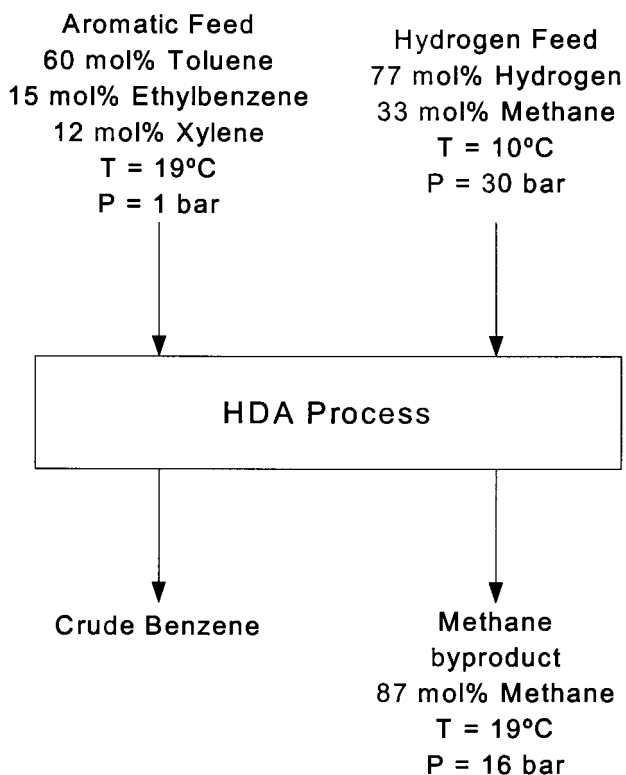 Aromatic Feed
60 mol% Toluene
15 mol% Ethylbenzene
12 mol% Xylene
T = 19ºC
P = 1 bar
Hydrogen Feed
77 mol% Hydrogen
33 mol% Methane
T = 10ºC
P = 30 bar
HDA Process
Crude Benzene
Methane
byproduct
87 mol% Methane
T = 19ºC
P = 16 bar